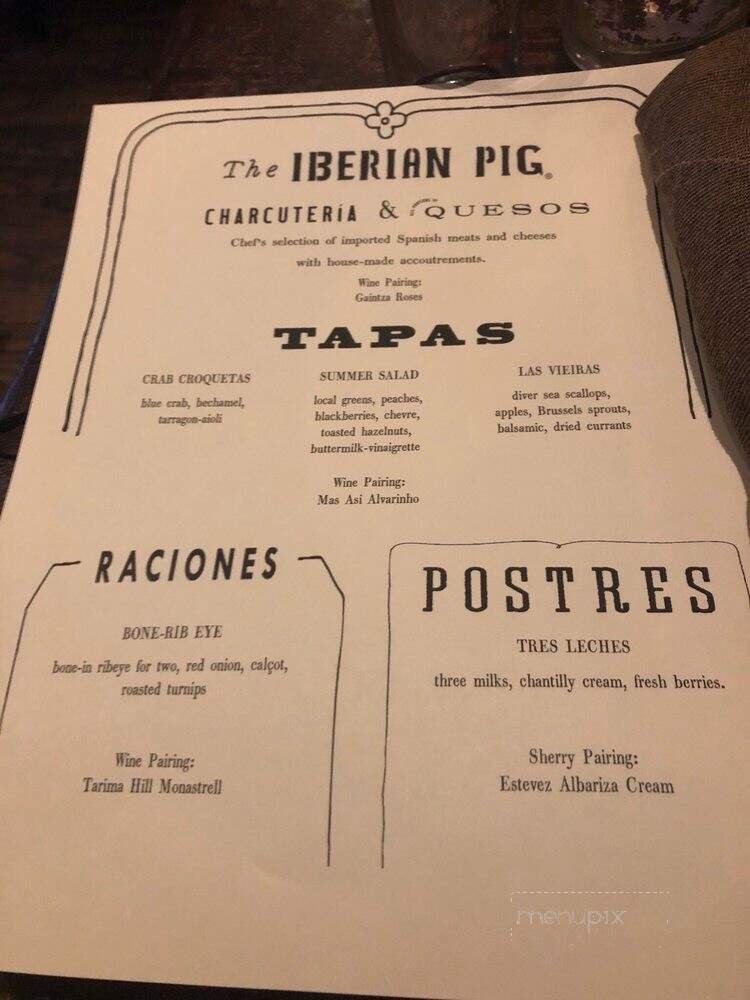 The IBERIAN PIG®
CHARCUTERÍA & QUESOS
Chef's selection of imported Spanish meats and cheeses
with house-made accoutrements.
Wine Pairing:
Gaintza Roses
TAPAS
CRAB CROQUETAS
blue crab, bechamel,
tarragon-aioli
SUMMER SALAD
local greens, peaches,
blackberries, chevre,
toasted hazelnuts,
buttermilk-vinaigrette
LAS VIEIRAS
diver sea scallops,
apples, Brussels sprouts,
balsamic, dried currants
Wine Pairing:
Mas Asi Alvarinho
RACIONES
BONE-RIB EYE
bone-in ribeye for two, red onion, calçot,
roasted turnips
Wine Pairing:
Tarima Hill Monastrell
POSTRES
TRES LECHES
three milks, chantilly cream, fresh berries.
Sherry Pairing:
Estevez Albariza Cream
menupix